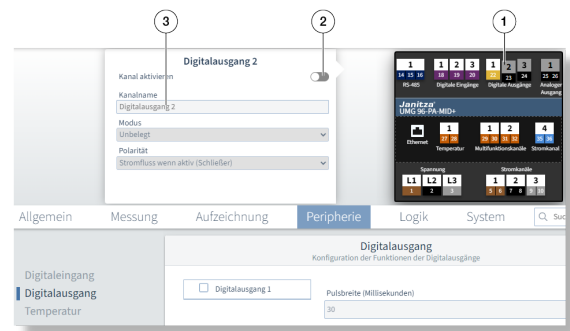 3
2
1
Digitalausgang 2
Kanal aktivieren
Kanalname
Digitalausgang 2
Modus
Unbelegt
Polarität
Stromfluss wenn aktiv (Schließer)
1 1 2 3 1 2 3 1
14 15 16 18 19 20 22 23 24 25 26
RS-485 Digitale Eingänge Digitale Ausgänge Analoger Ausgang
Janitza®
UMG 96-PA-MID+
1 1 2 3 4
27 28 29 30 31 32 35 36
Ethernet Temperatur Multifunktionskanäle Stromkanal
Spannung Stromkanäle
L1 L2 L3 1 2 3
1 2 3 5 6 7 8 9 10
Allgemein Messung Aufzeichnung Peripherie Logik System Suc
Digitalausgang
Konfiguration der Funktionen der Digitalausgänge
Digitaleingang
Digitalausgang
Temperatur
Digitalausgang 1
Pulsbreite (Millisekunden)
30